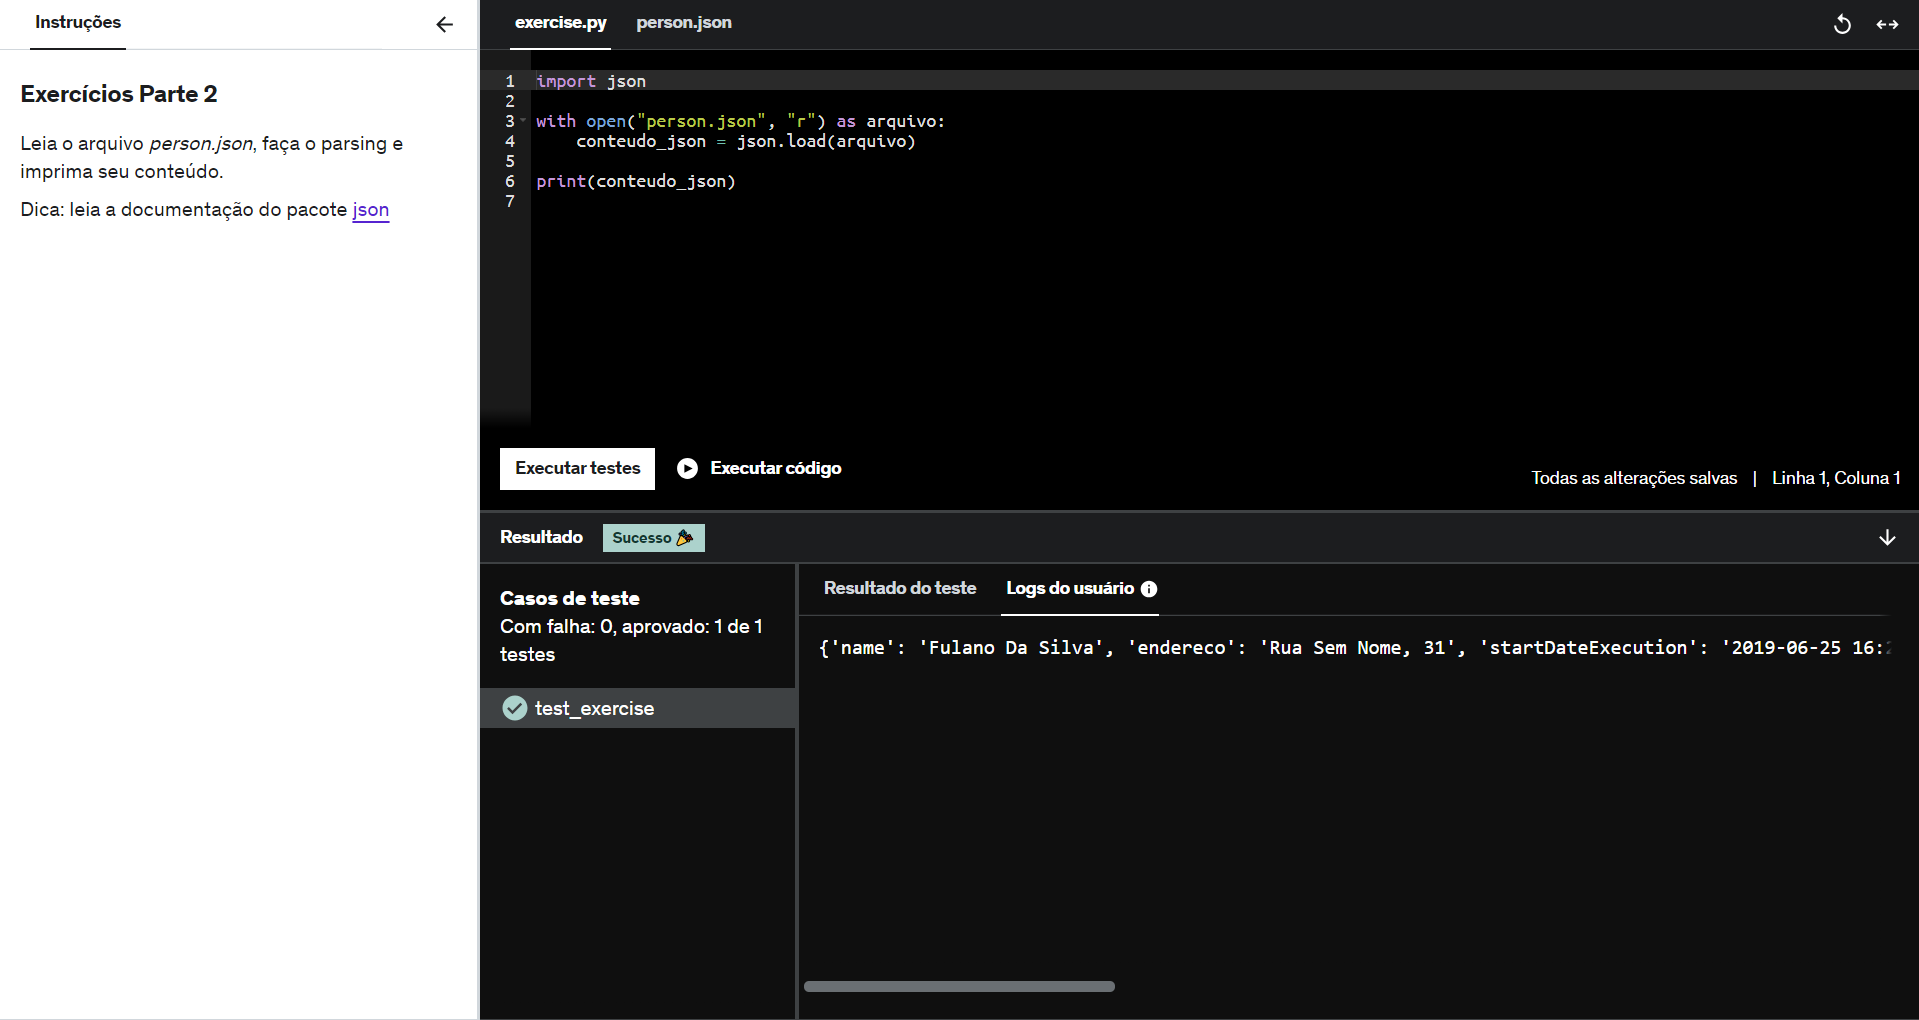 Instruções
Exercícios Parte 2
Leia o arquivo person.json, faça o parsing e
imprima seu conteúdo.
Dica: leia a documentação do pacote json
exercise.py person.json
1 import json
2
3 with open("person.json", "r") as arquivo:
4 conteudo_json = json.load(arquivo)
5
6 print(conteudo_json)
7
Executar testes Executar código
Todas as alterações salvas | Linha 1, Coluna 1
Resultado Sucesso
Casos de teste
Com falha: 0, aprovado: 1 de 1
testes
test_exercise
Resultado do teste Logs do usuário
{'name': 'Fulano Da Silva', 'endereco': 'Rua Sem Nome, 31', 'startDateExecution': '2019-06-25 16: